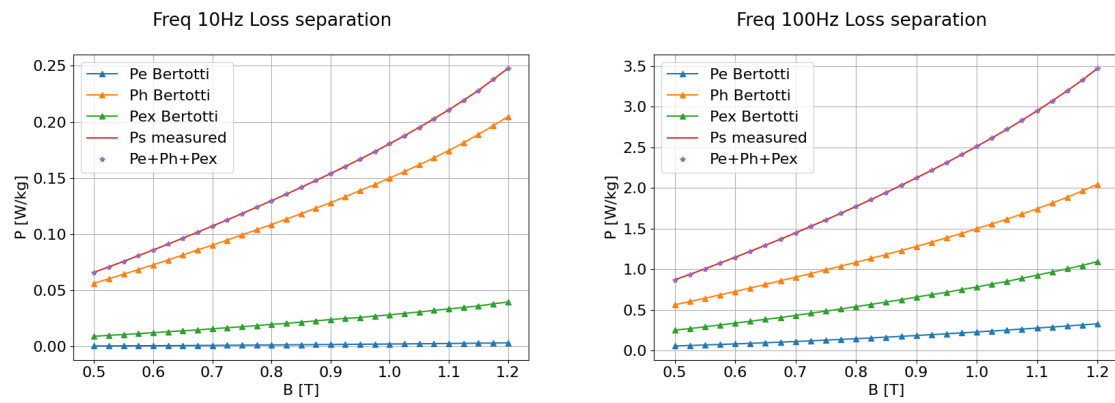 Freq 10Hz Loss separation
P [W/kg]
0.25
0.20
0.15
0.10
0.05
0.00
Pe Bertotti
Ph Bertotti
Pex Bertotti
Ps measured
Pe+Ph+Pex
0.5 0.6 0.7 0.8 0.9 1.0 1.1 1.2
B [T]
Freq 100Hz Loss separation
P [W/kg]
3.5
3.0
2.5
2.0
1.5
1.0
0.5
0.0
Pe Bertotti
Ph Bertotti
Pex Bertotti
Ps measured
Pe+Ph+Pex
0.5 0.6 0.7 0.8 0.9 1.0 1.1 1.2
B [T]